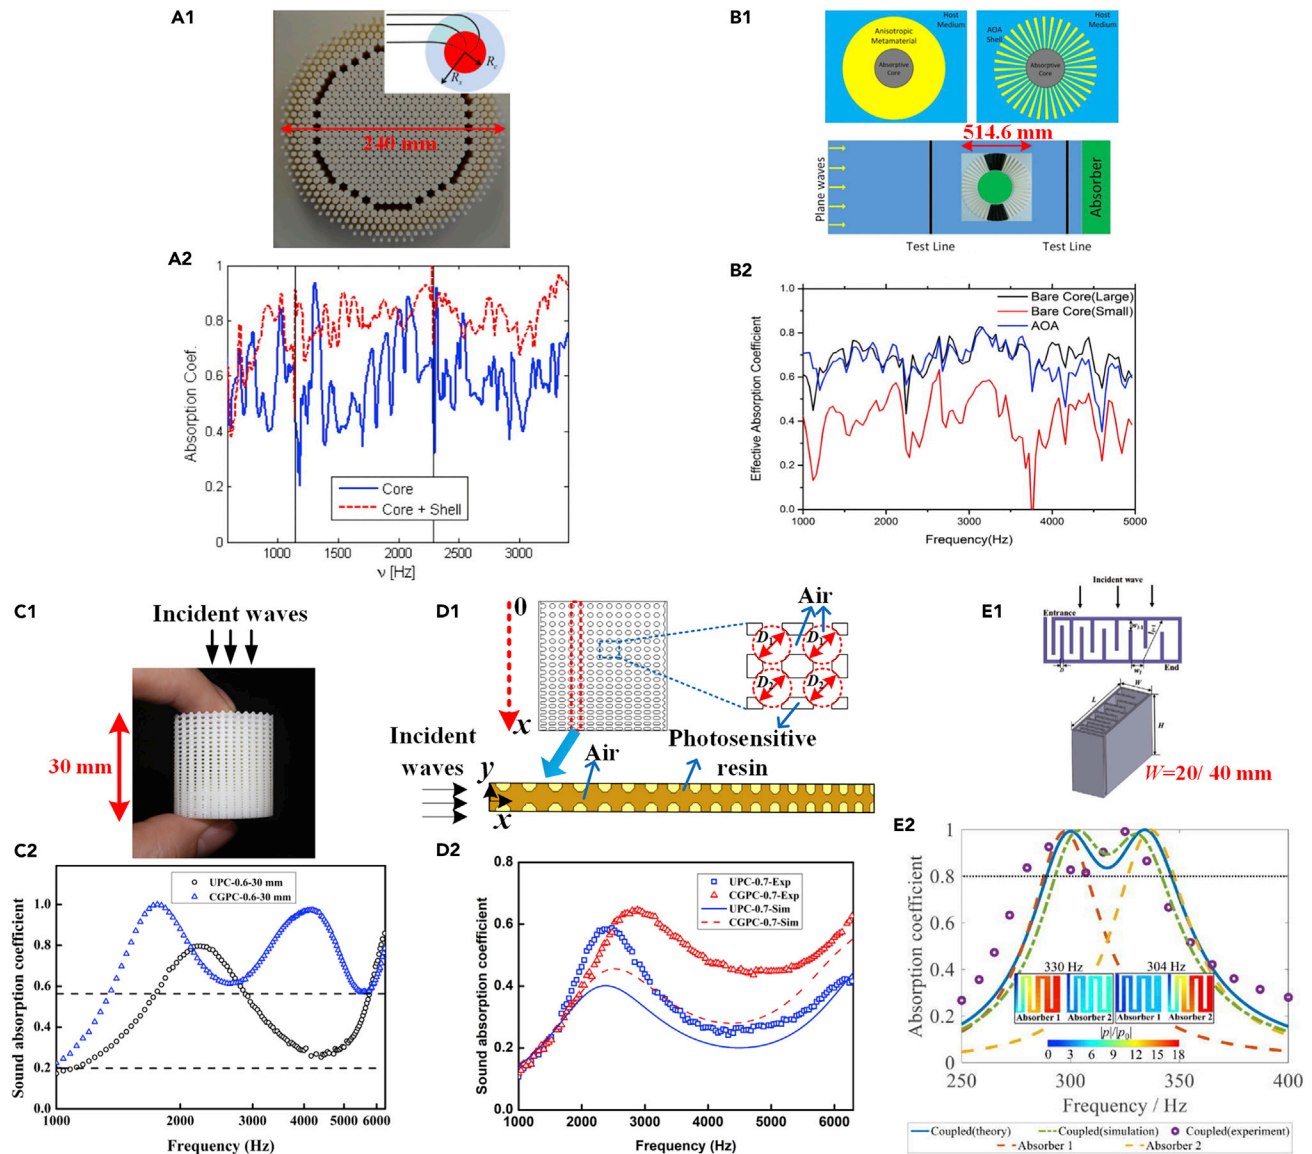 A1
R_c
R_s
240 mm
A2
Absorption Coef.
1
0.8
0.6
0.4
0.2
0
Core
Core + Shell
1000
1500
2000
2500
3000
ν [Hz]
B1
Host
Medium
Anisotropic
Metamaterial
Absorptive
Core
Host
Medium
AOA
Shell
Absorptive
Core
514.6 mm
Plane waves
Absorber
Test Line
Test Line
B2
Effective Absorption Coefficient
1.0
0.8
0.6
0.4
0.2
0.0
Bare Core(Large)
Bare Core(Small)
AOA
1000
2000
3000
4000
5000
Frequency(Hz)
C1
Incident waves
30 mm
C2
Sound absorption coefficient
1.2
1.0
0.8
0.6
0.4
0.2
0.0
UPC-0.6-30 mm
CGPC-0.6-30 mm
1000
2000
3000
4000
5000
6000
Frequency (Hz)
D1
0
x
Air
D1
D1
D2
D2
Incident
waves
y
x
Air
Photosensitive
resin
D2
Sound absorption coefficient
0.8
0.6
0.4
0.2
0.0
UPC-0.7-Exp
CGPC-0.7-Exp
UPC-0.7-Sim
CGPC-0.7-Sim
1000
2000
3000
4000
5000
6000
Frequency (Hz)
E1
Incident wave
Entrance
End
L
W
H
W=20/ 40 mm
E2
Absorption coefficient
1
0.8
0.6
0.4
0.2
0
330 Hz
304 Hz
Absorber 1
Absorber 2
Absorber 1
Absorber 2
|p|/|p0|
0
3
6
9
12
15
18
250
300
350
400
Frequency / Hz
Coupled(theory)
Coupled(simulation)
Coupled(experiment)
Absorber 1
Absorber 2